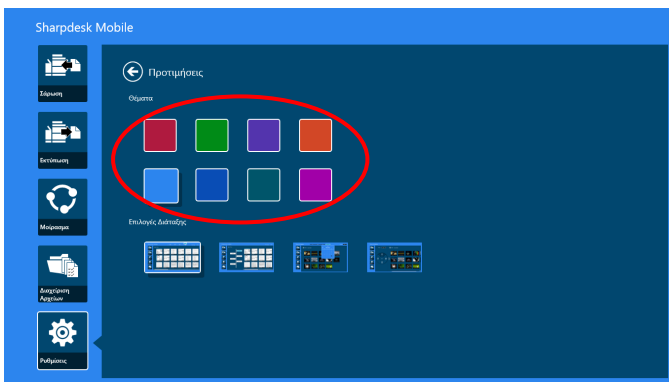 Sharpdesk Mobile
Προτιμήσεις
Θέματα
Σάρωση
Εκτύπωση
Μοίρασμα
Επιλογές Διάταξης
Διαχείριση
Αρχείων
Ρυθμίσεις